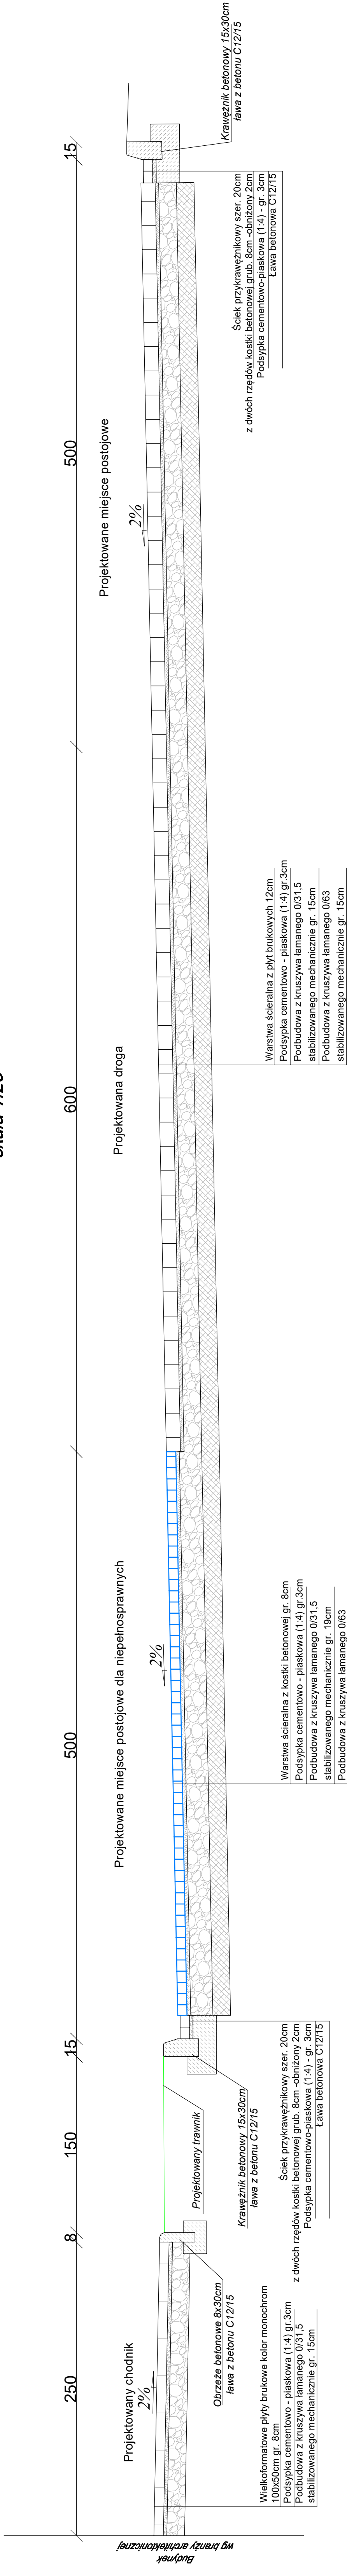 15
500
600
500
15
150
8
250
Krawężnik betonowy 15x30cm
ława z betonu C12/15
Ściek przykrawężnikowy szer. 20cm
z dwóch rzędów kostki betonowej grub. 8cm -obniżony 2cm
Podsypka cementowo-piaskowa (1:4) - gr. 3cm
Ława betonowa C12/15
Projektowane miejsce postojowe
2%
Projektowana droga
Warstwa ścieralna z płyt brukowych 12cm
Podsypka cementowo - piaskowa (1:4) gr.3cm
Podbudowa z kruszywa łamanego 0/31,5
stabilizowanego mechanicznie gr. 15cm
Podbudowa z kruszywa łamanego 0/63
stabilizowanego mechanicznie gr. 15cm
Projektowane miejsce postojowe dla niepełnosprawnych
2%
Warstwa ścieralna z kostki betonowej gr. 8cm
Podsypka cementowo - piaskowa (1:4) gr.3cm
Podbudowa z kruszywa łamanego 0/31,5
stabilizowanego mechanicznie gr. 19cm
Podbudowa z kruszywa łamanego 0/63
Ściek przykrawężnikowy szer. 20cm
z dwóch rzędów kostki betonowej grub. 8cm -obniżony 2cm
Podsypka cementowo-piaskowa (1:4) - gr. 3cm
Ława betonowa C12/15
Krawężnik betonowy 15x30cm
ława z betonu C12/15
Projektowany trawnik
Obrzeże betonowe 8x30cm
ława z betonu C12/15
Projektowany chodnik
2%
Wielkoformatowe płyty brukowe kolor monochrom
100x50cm gr. 8cm
Podsypka cementowo - piaskowa (1:4) gr.3cm
Podbudowa z kruszywa łamanego 0/31,5
stabilizowanego mechanicznie gr. 15cm
Budynek
wg branży architektonicznej